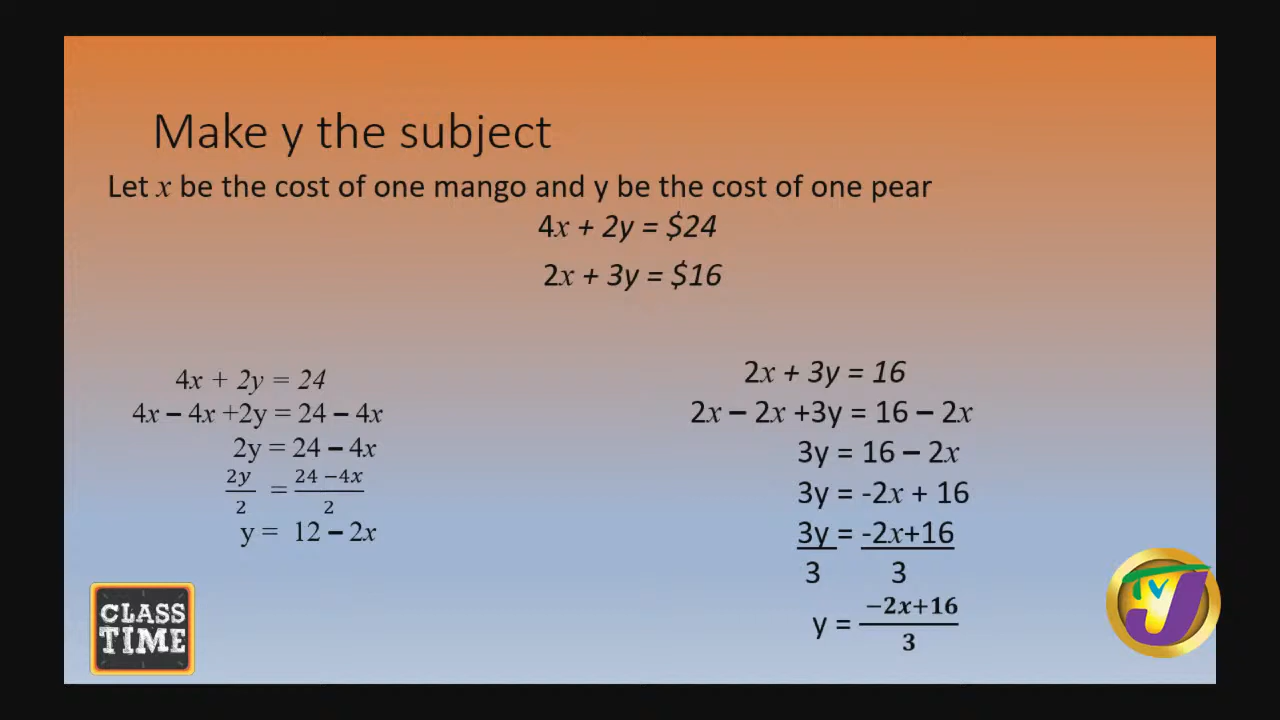 Make y the subject
Let x be the cost of one mango and y be the cost of one pear
4x + 2y = $24
2x + 3y = $16
4x + 2y = 24
4x – 4x +2y = 24 – 4x
2y = 24 – 4x
2y/2 = 24 –4x/2
y = 12 – 2x
2x + 3y = 16
2x – 2x +3y = 16 – 2x
3y = 16 – 2x
3y = -2x + 16
3y = -2x+16
3 3
y = −2x+16/3
CLASS
TIME
TVJ